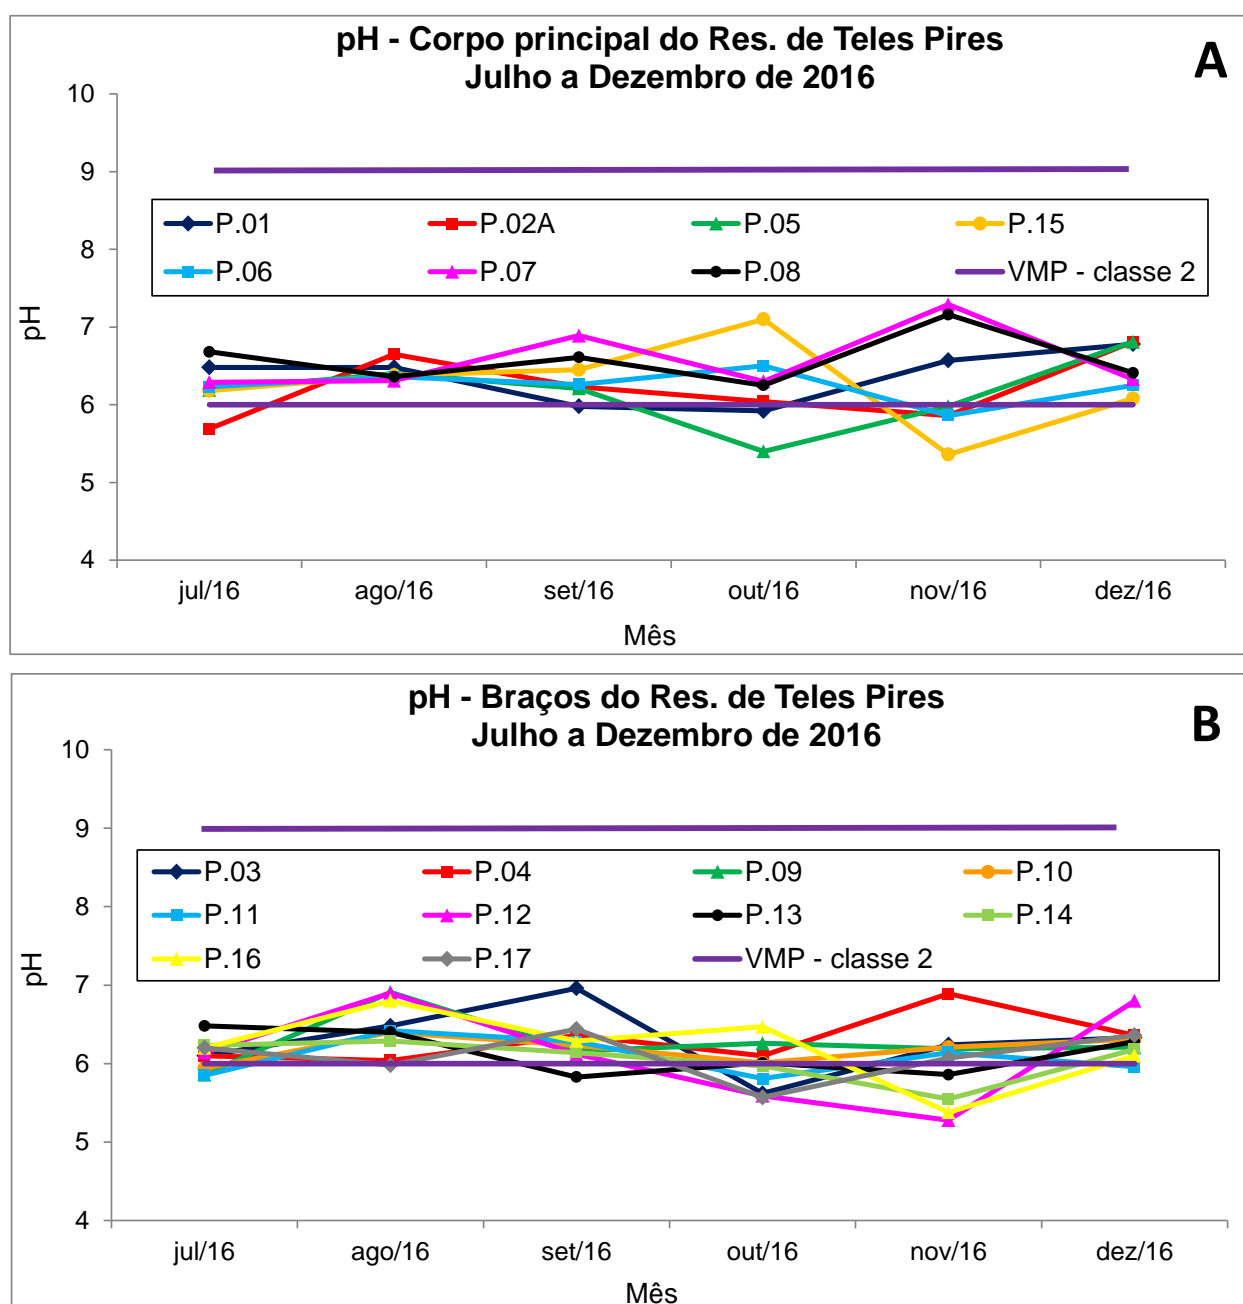 pH - Corpo principal do Res. de Teles Pires
Julho a Dezembro de 2016
A
10
9
8
7
6
5
4
pH
P.01 P.02A P.05 P.15
P.06 P.07 P.08 VMP - classe 2
jul/16 ago/16 set/16 out/16 nov/16 dez/16
Mês
pH - Braços do Res. de Teles Pires
Julho a Dezembro de 2016
B
10
9
8
7
6
5
4
pH
P.03 P.04 P.09 P.10
P.11 P.12 P.13 P.14
P.16 P.17 VMP - classe 2
jul/16 ago/16 set/16 out/16 nov/16 dez/16
Mês